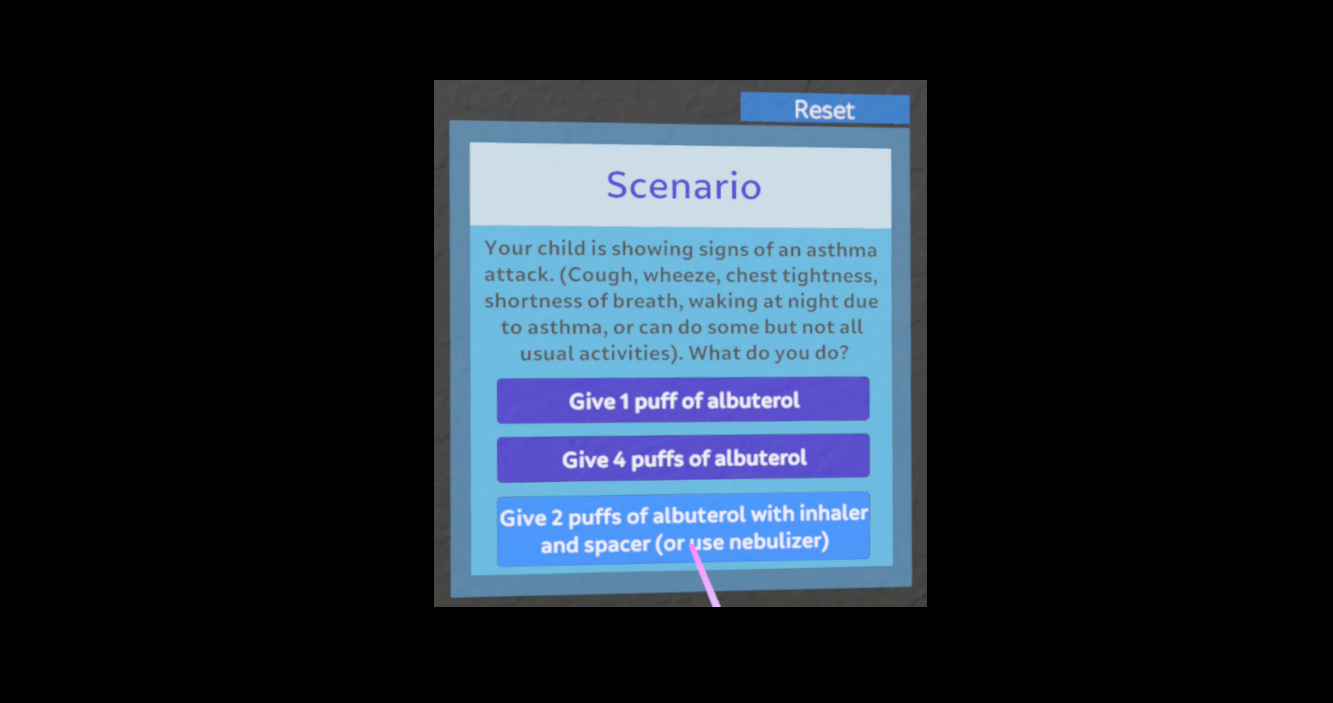 Reset
Scenario
Your child is showing signs of an asthma
attack. (Cough, wheeze, chest tightness,
shortness of breath, waking at night due
to asthma, or can do some but not all
usual activities). What do you do?
Give 1 puff of albuterol
Give 4 puffs of albuterol
Give 2 puffs of albuterol with inhaler
and spacer (or use nebulizer)